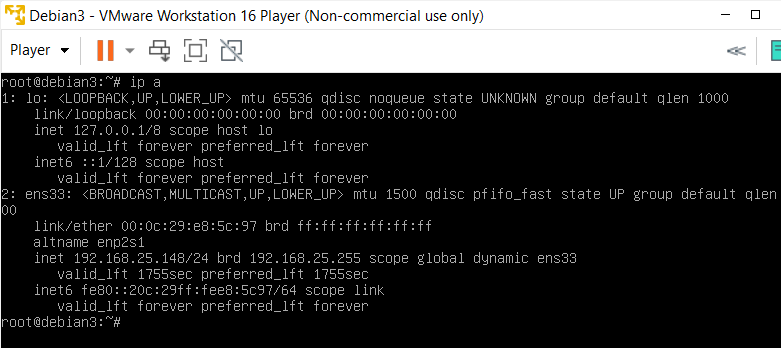 Debian3 - VMware Workstation 16 Player (Non-commercial use only)
Player
root@debian3:~# ip a
1: lo: <LOOPBACK,UP,LOWER_UP> mtu 65536 qdisc noqueue state UNKNOWN group default qlen 1000
    link/loopback 00:00:00:00:00:00 brd 00:00:00:00:00:00
    inet 127.0.0.1/8 scope host lo
       valid_lft forever preferred_lft forever
    inet6 ::1/128 scope host
       valid_lft forever preferred_lft forever
2: ens33: <BROADCAST,MULTICAST,UP,LOWER_UP> mtu 1500 qdisc pfifo_fast state UP group default qlen
00
    link/ether 00:0c:29:e8:5c:97 brd ff:ff:ff:ff:ff:ff
    altname enp2s1
    inet 192.168.25.148/24 brd 192.168.25.255 scope global dynamic ens33
       valid_lft 1755sec preferred_lft 1755sec
    inet6 fe80::20c:29ff:fee8:5c97/64 scope link
       valid_lft forever preferred_lft forever
root@debian3:~#